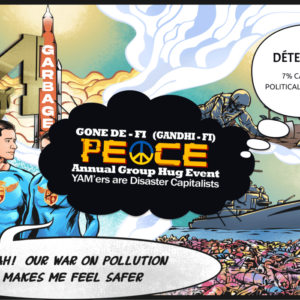 GARBAGE
DÉTE
7% CA
POLITICAL
GONE DE - FI (GANDHI - FI)
PEACE
Annual Group Hug Event
YAM'ers are Disaster Capitalists
AH! OUR WAR ON POLLUTION
MAKES ME FEEL SAFER